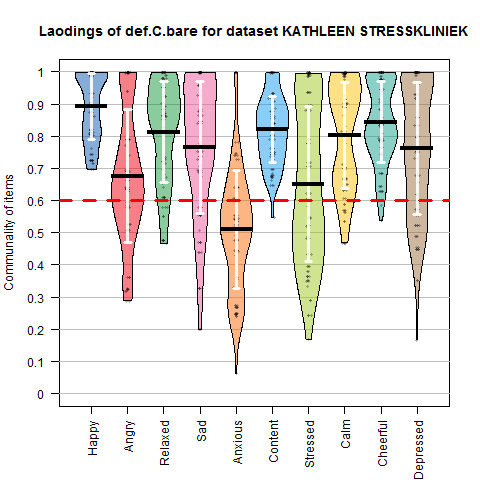 Laodings of def.C.bare for dataset KATHLEEN STRESSKLINIEK
Communality of items
1
0.9
0.8
0.7
0.6
0.5
0.4
0.3
0.2
0.1
0
Happy
Angry
Relaxed
Sad
Anxious
Content
Stressed
Calm
Cheerful
Depressed